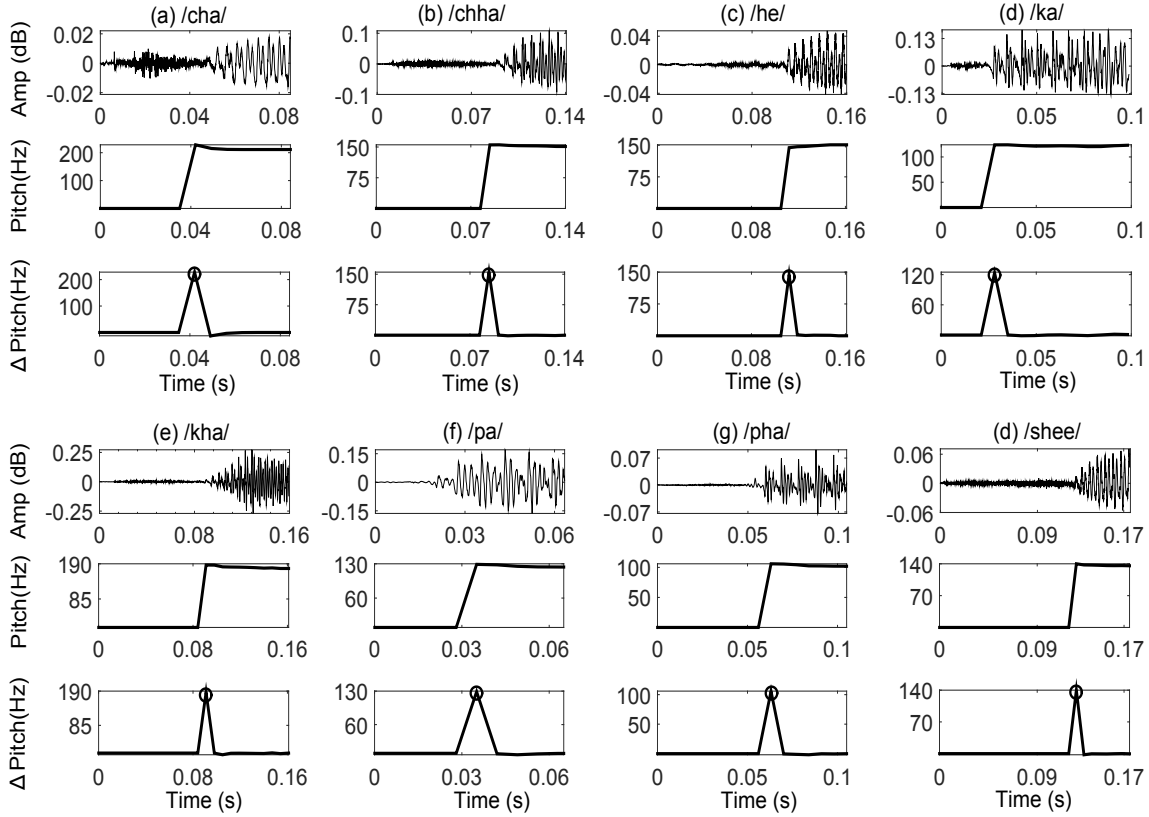 (a) /cha/ (b) /chha/ (c) /he/ (d) /ka/
Amp (dB) 0.02 0 -0.02 0.1 0 -0.1 0.04 0 -0.04 0.13 0 -0.13
0 0.04 0.08 0 0.07 0.14 0 0.08 0.16 0 0.05 0.1
Pitch(Hz) 200 100 150 75 150 75 100 50
0 0.04 0.08 0 0.07 0.14 0 0.08 0.16 0 0.05 0.1
Δ Pitch(Hz) 200 100 150 75 150 75 120 60
0 0.04 0.08 0 0.07 0.14 0 0.08 0.16 0 0.05 0.1
Time (s) Time (s) Time (s) Time (s)
(e) /kha/ (f) /pa/ (g) /pha/ (d) /shee/
Amp (dB) 0.25 0 -0.25 0.15 0 -0.15 0.07 0 -0.07 0.06 0 -0.06
0 0.08 0.16 0 0.03 0.06 0 0.05 0.1 0 0.09 0.17
Pitch(Hz) 190 85 130 60 100 50 140 70
0 0.08 0.16 0 0.03 0.06 0 0.05 0.1 0 0.09 0.17
Δ Pitch(Hz) 190 85 130 60 100 50 140 70
0 0.08 0.16 0 0.03 0.06 0 0.05 0.1 0 0.09 0.17
Time (s) Time (s) Time (s) Time (s)